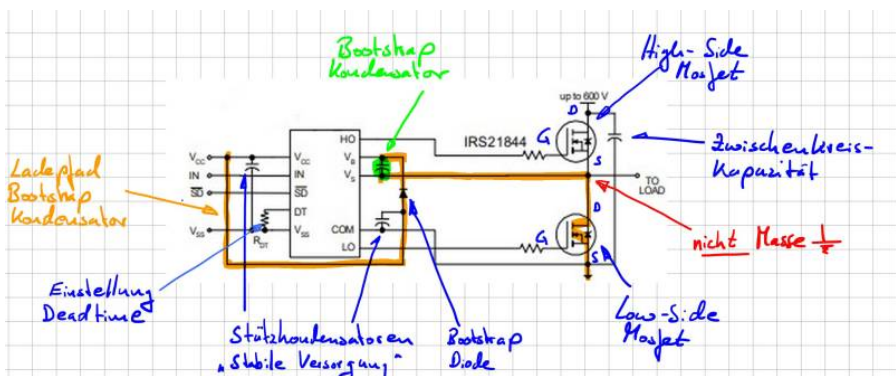 Bootstrap
Kondensator
High-Side
Mosfet
up to 600 V
D
HO
IRS21844
G
S
Zwischenkreis-
Kapazität
Ladepfad
Bootstrap
Kondensator
VCC
VCC
VB
IN
IN
VS
SD
SD
TO
LOAD
DT
D
nicht Masse
VSS
RDT
VSS
COM
LO
G
S
Einstellung
Deadtime
Stützkondensatoren
"Stabile Versorgung"
Bootstrap
Diode
Low-Side
Mosfet